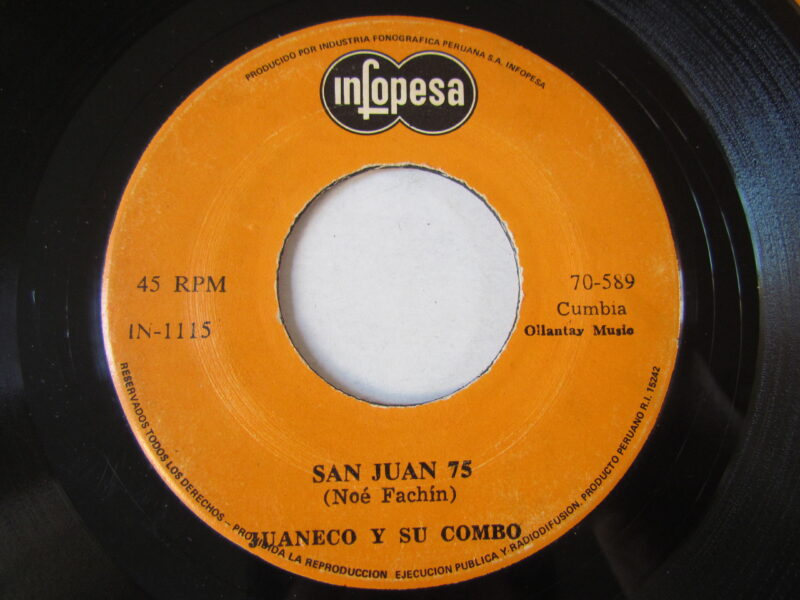 PRODUCIDO POR INDUSTRIA FONOGRAFICA PERUANA S.A. INFOPESA
infopesa
45 RPM
IN-1115
70-589
Cumbia
Ollantay Music
SAN JUAN 75
(Noé Fachín)
JUANECO Y SU COMBO
RESERVADOS TODOS LOS DERECHOS - PROHIBIDA LA REPRODUCCION EJECUCION PUBLICA Y RADIODIFUSION. PRODUCTO PERUANO R.I. 15242